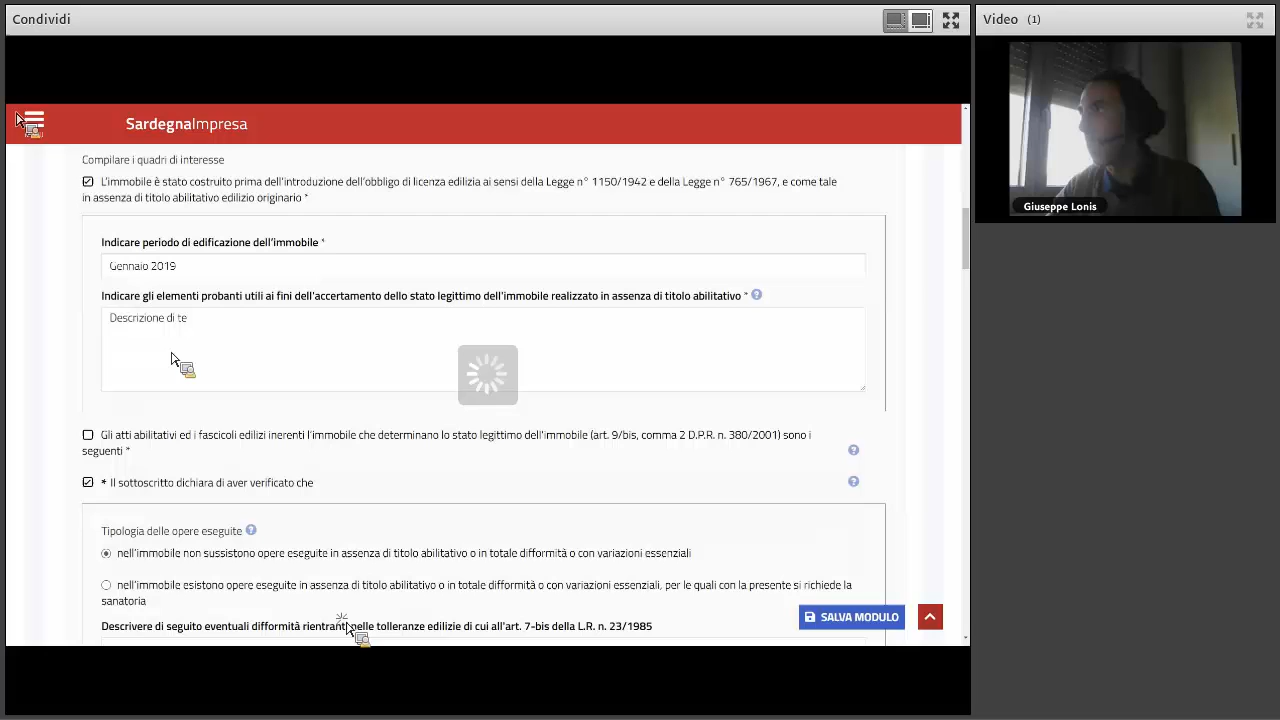 Condividi
Video (1)
Giuseppe Lonis
SardegnaImpresa
Compilare i quadri di interesse
L'immobile è stato costruito prima dell'introduzione dell'obbligo di licenza edilizia ai sensi della Legge n° 1150/1942 e della Legge n° 765/1967, e come tale
in assenza di titolo abilitativo edilizio originario *
Indicare periodo di edificazione dell'immobile *
Gennaio 2019
Indicare gli elementi probanti utili ai fini dell'accertamento dello stato legittimo dell'immobile realizzato in assenza di titolo abilitativo *
Descrizione di te
Gli atti abilitativi ed i fascicoli edilizi inerenti l'immobile che determinano lo stato legittimo dell'immobile (art. 9/bis, comma 2 D.P.R. n. 380/2001) sono i
seguenti *
* Il sottoscritto dichiara di aver verificato che
Tipologia delle opere eseguite
nell'immobile non sussistono opere eseguite in assenza di titolo abilitativo o in totale difformità o con variazioni essenziali
nell'immobile esistono opere eseguite in assenza di titolo abilitativo o in totale difformità o con variazioni essenziali, per le quali con la presente si richiede la
sanatoria
SALVA MODULO
Descrivere di seguito eventuali difformità rientranti nelle tolleranze edilizie di cui all'art. 7-bis della L.R. n. 23/1985